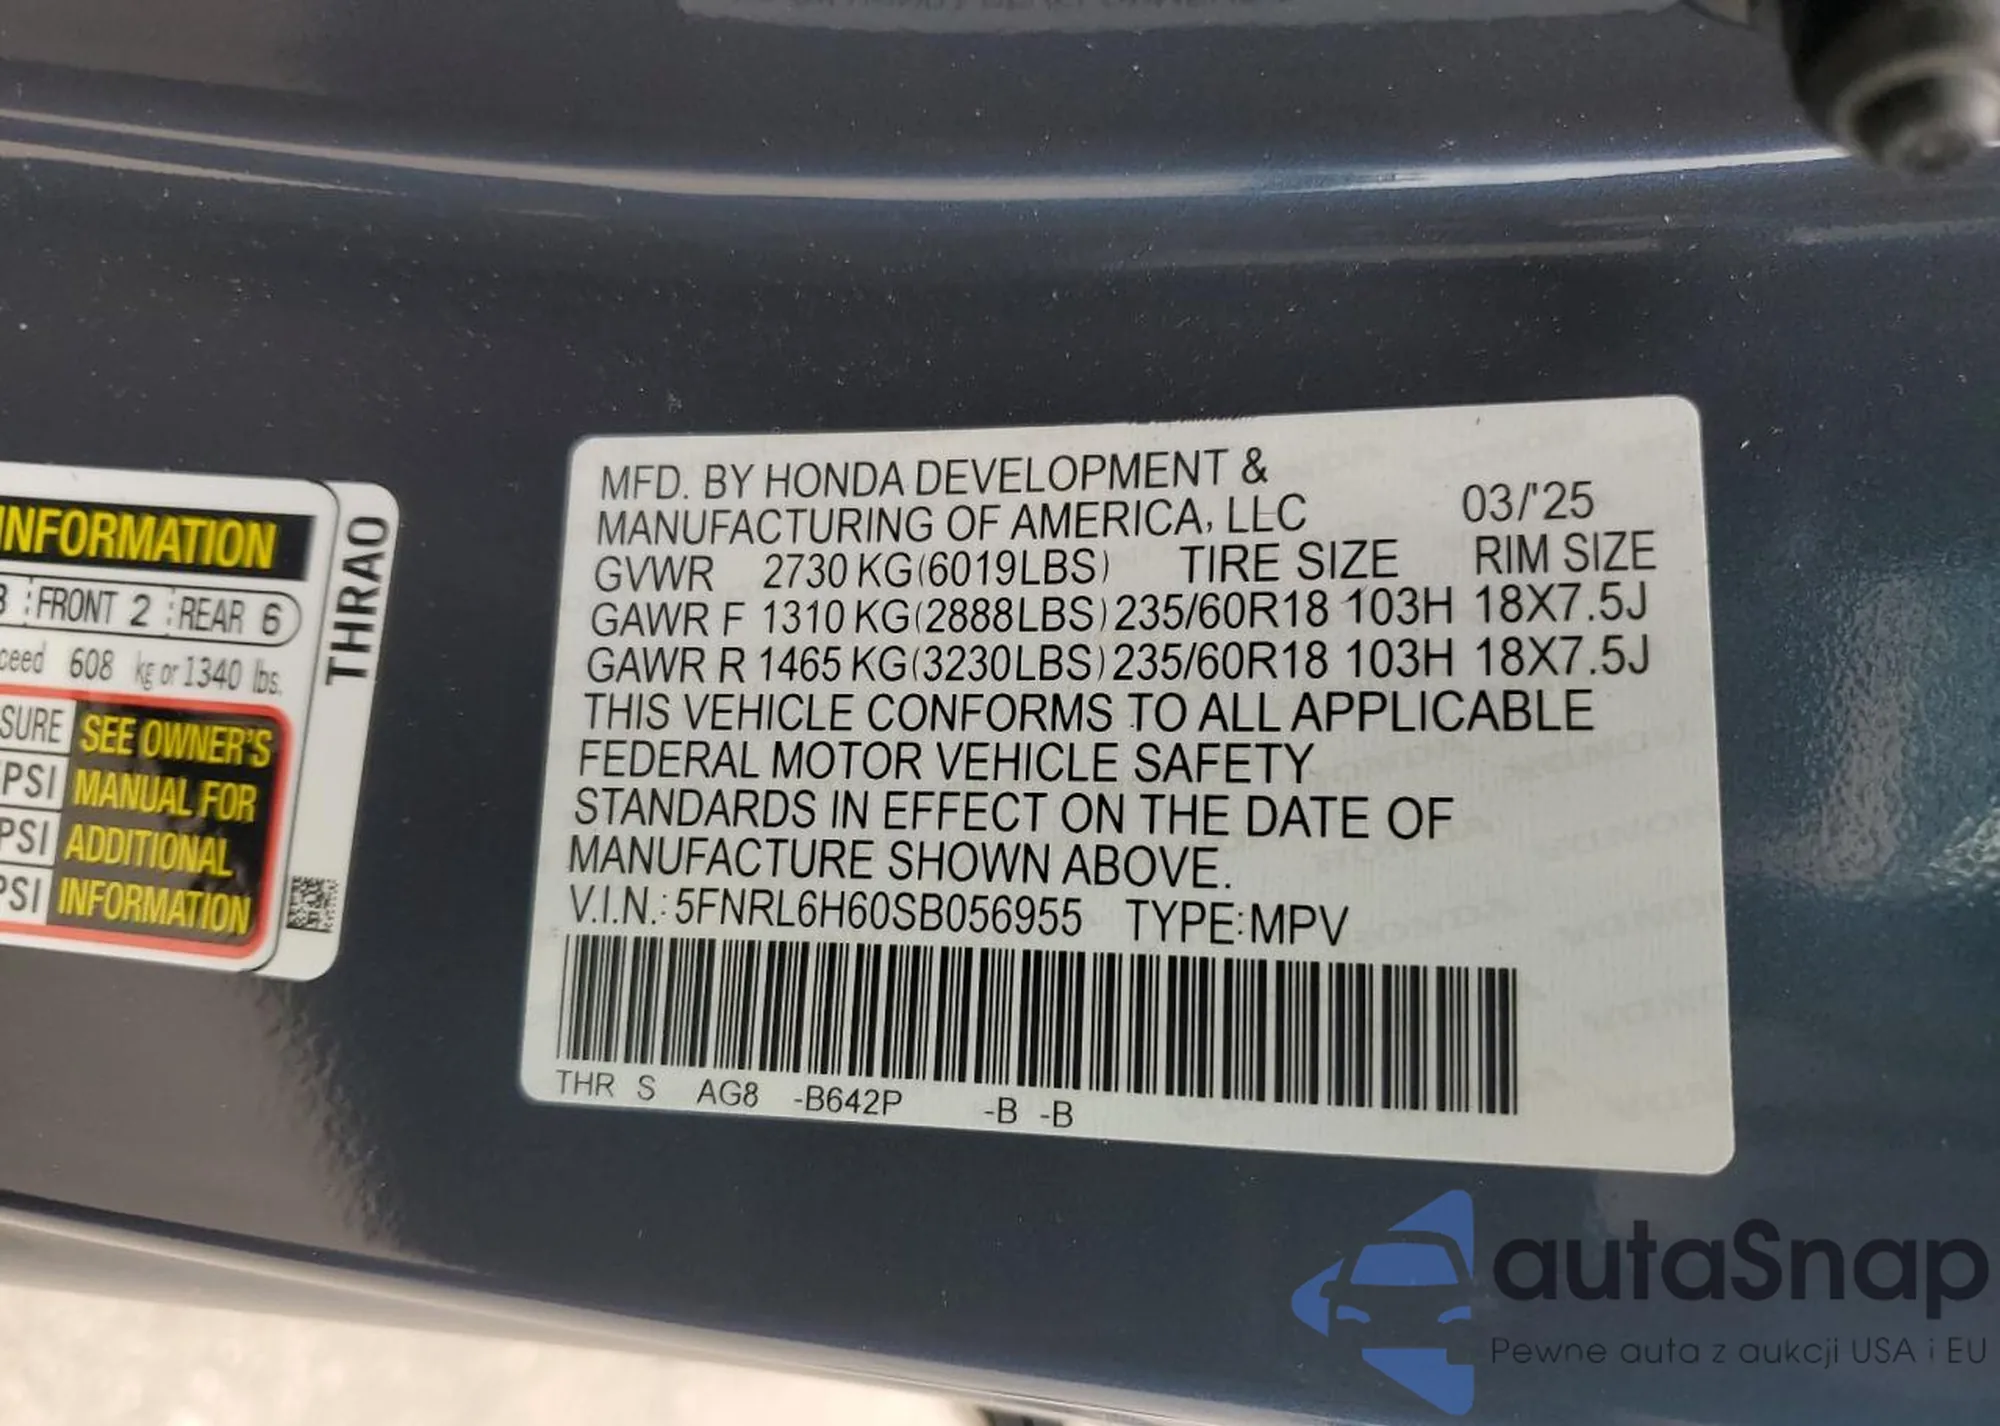 INFORMATION
FRONT 2 REAR 6
608 kg or 1340 lbs.
SEE OWNER'S
PSI MANUAL FOR
PSI ADDITIONAL
PSI INFORMATION
THRA0
MFD. BY HONDA DEVELOPMENT &
MANUFACTURING OF AMERICA, LLC 03/'25
GVWR 2730 KG(6019LBS) TIRE SIZE RIM SIZE
GAWR F 1310 KG(2888LBS) 235/60R18 103H 18X7.5J
GAWR R 1465 KG(3230LBS) 235/60R18 103H 18X7.5J
THIS VEHICLE CONFORMS TO ALL APPLICABLE
FEDERAL MOTOR VEHICLE SAFETY
STANDARDS IN EFFECT ON THE DATE OF
MANUFACTURE SHOWN ABOVE.
V.I.N.: 5FNRL6H60SB056955 TYPE:MPV
THR S AG8 -B642P -B -B
autaSnap
Pewne auta z aukcji USA i EU